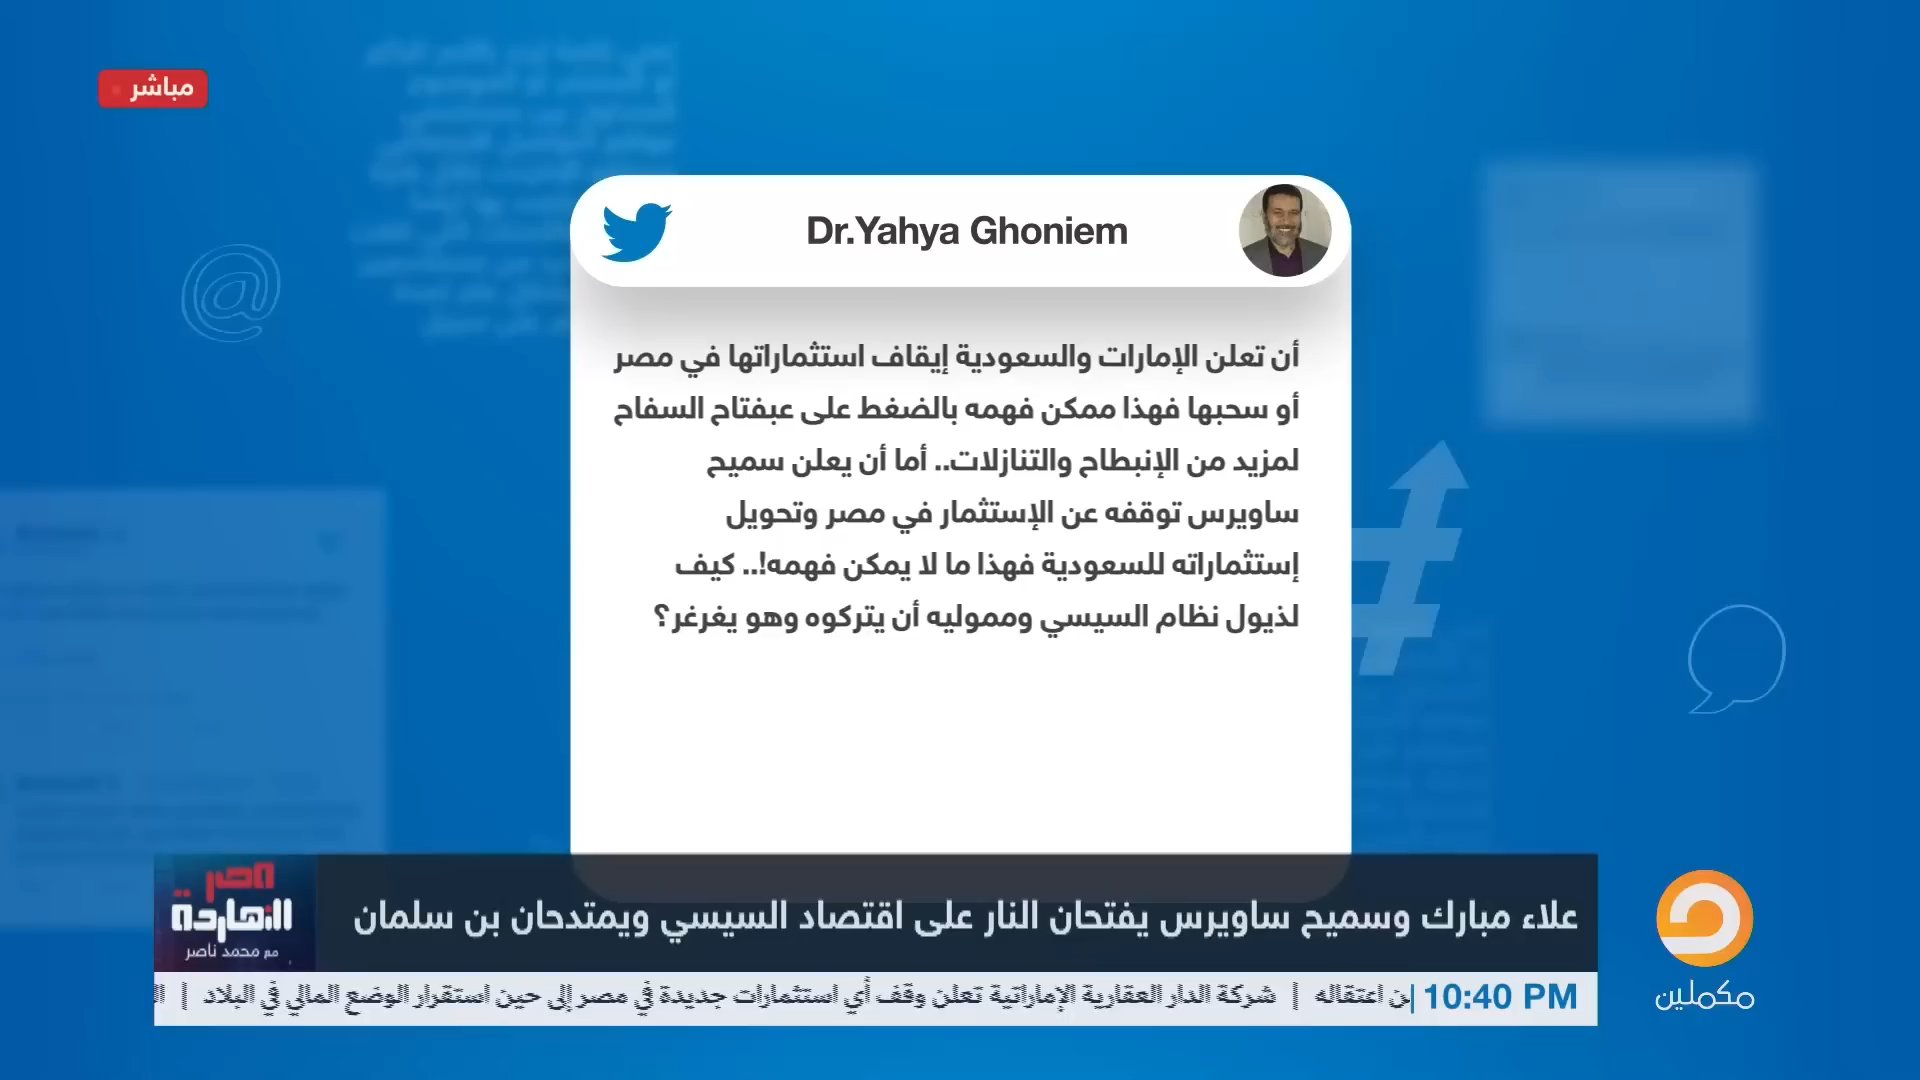 مباشر
Dr.Yahya Ghoniem
أن تعلن الإمارات والسعودية إيقاف استثماراتها في مصر
أو سحبها فهذا ممكن فهمه بالضغط على عبفتاح السفاح
لمزيد من الإنبطاح والتنازلات.. أما أن يعلن سميح
ساويرس توقفه عن الإستثمار في مصر وتحويل
إستثماراته للسعودية فهذا ما لا يمكن فهمه!.. كيف
لذيول نظام السيسي ومموليه أن يتركوه وهو يغرغر؟
علاء مبارك وسميح ساويرس يفتحان النار على اقتصاد السيسي ويمتدحان بن سلمان
مصر
النهاردة
مع محمد ناصر
10:40 PM
اعتقاله | شركة الدار العقارية الإماراتية تعلن وقف أي استثمارات جديدة في مصر إلى حين استقرار الوضع المالي في البلاد |
مكملين